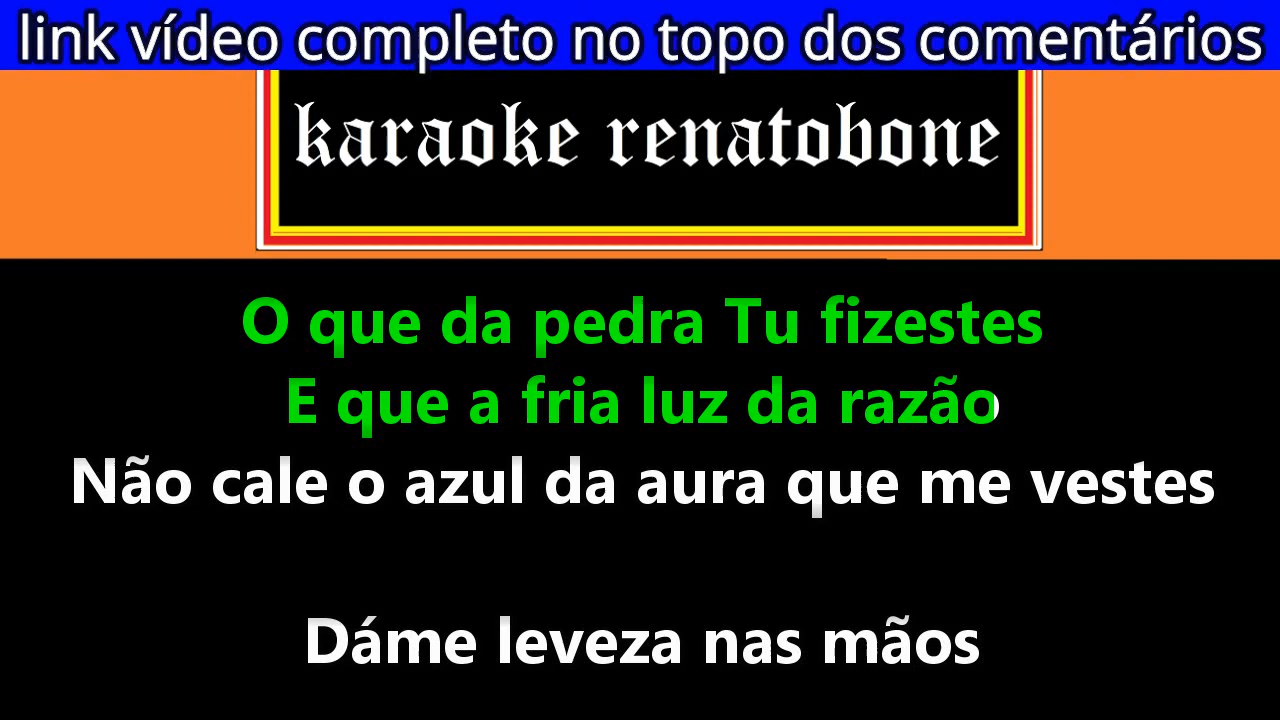 link vídeo completo no topo dos comentários
karaoke renatobone
O que da pedra Tu fizestes
E que a fria luz da razão
Não cale o azul da aura que me vestes
Dáme leveza nas mãos